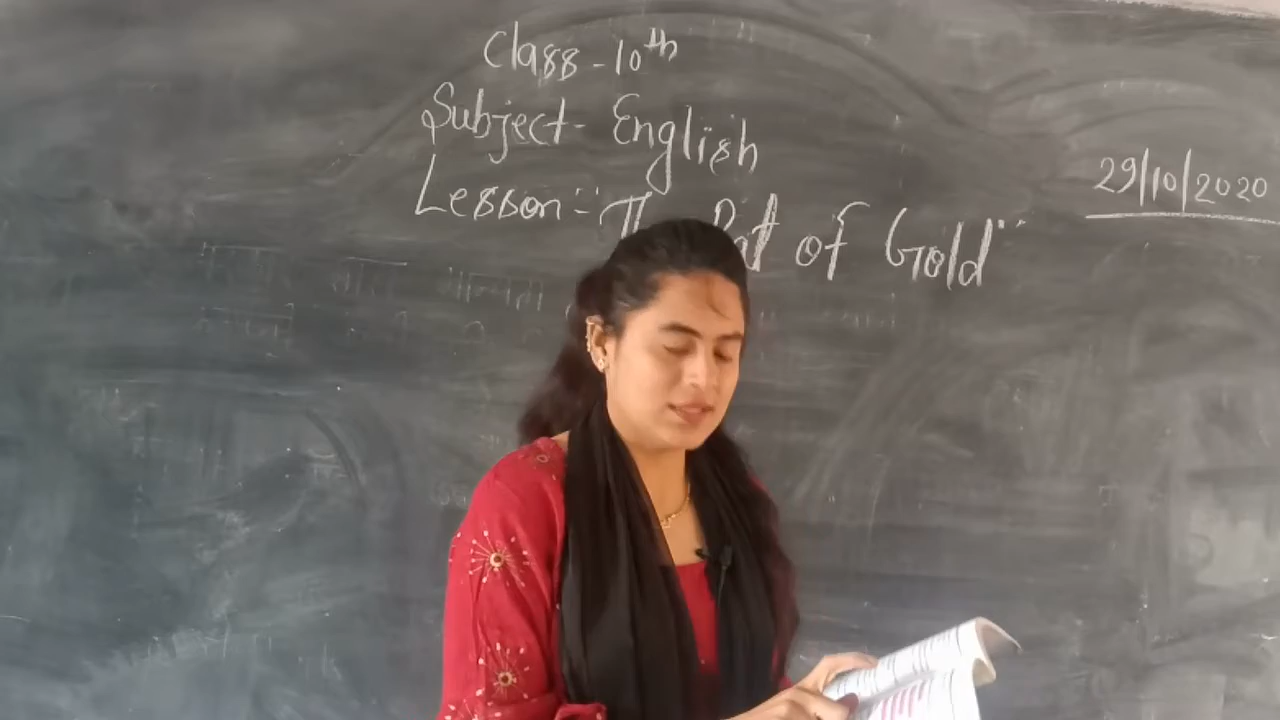 Class - 10th
Subject - English
Lesson :- "The Pot of Gold"
29/10/2020